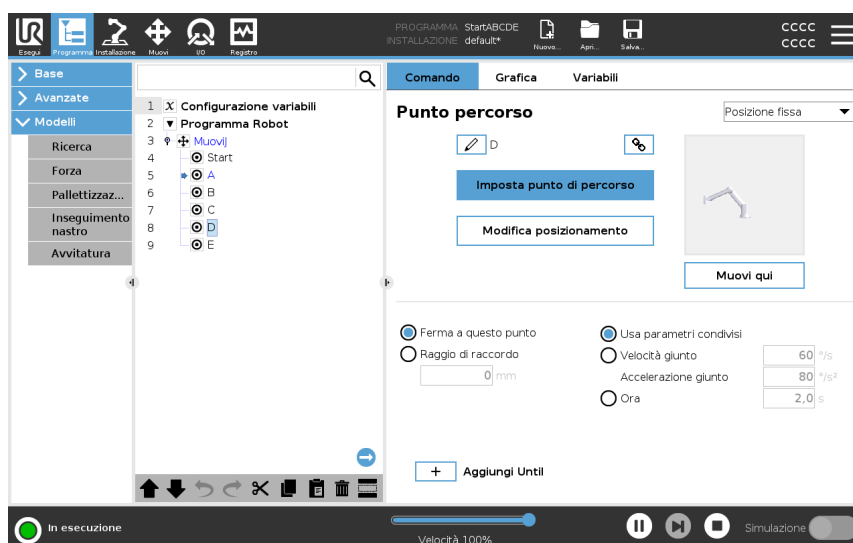 UR
Esegui
Programma
Installazione
Muovi
I/O
Registro
PROGRAMMA StartABCDE
INSTALLAZIONE default*
Nuovo...
Apri...
Salva...
cccc
cccc
Base
Avanzate
Modelli
Ricerca
Forza
Pallettizzaz...
Inseguimento
nastro
Avvitatura
1 X Configurazione variabili
2 Programma Robot
3 MuoviJ
4 Start
5 A
6 B
7 C
8 D
9 E
Comando
Grafica
Variabili
Punto percorso
Posizione fissa
D
Imposta punto di percorso
Modifica posizionamento
Muovi qui
Ferma a questo punto
Raggio di raccordo
0 mm
Usa parametri condivisi
Velocità giunto 60 °/s
Accelerazione giunto 80 °/s²
Ora 2,0 s
+ Aggiungi Until
In esecuzione
Velocità 100%
Simulazione